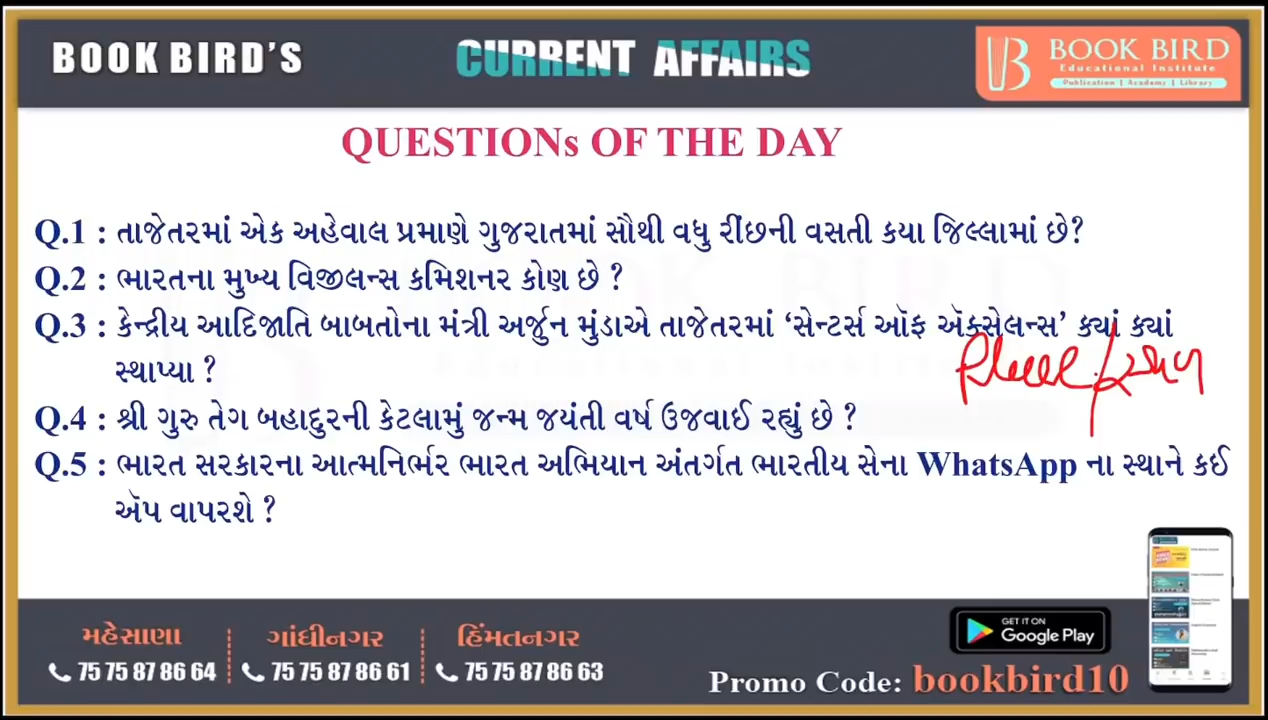 BOOK BIRD'S
CURRENT AFFAIRS
BOOK BIRD
Educational Institute
Publication | Academy | Library
QUESTIONs OF THE DAY
Q.1 : તાજેતરમાં એક અહેવાલ પ્રમાણે ગુજરાતમાં સૌથી વધુ રીંછની વસતી કયા જિલ્લામાં છે?
Q.2 : ભારતના મુખ્ય વિજીલન્સ કમિશનર કોણ છે ?
Q.3 : કેન્દ્રીય આદિજાતિ બાબતોના મંત્રી અર્જુન મુંડાએ તાજેતરમાં ‘સેન્ટર્સ ઑફ ઍક્સેલન્સ’ ક્યાં ક્યાં
સ્થાપ્યા ?
Q.4 : શ્રી ગુરુ તેગ બહાદુરની કેટલામું જન્મ જયંતી વર્ષ ઉજવાઈ રહ્યું છે ?
Q.5 : ભારત સરકારના આત્મનિર્ભર ભારત અભિયાન અંતર્ગત ભારતીય સેના WhatsApp ના સ્થાને કઈ
ઍપ વાપરશે ?
મહેસાણા
75 75 87 86 64
ગાંધીનગર
75 75 87 86 61
હિંમતનગર
75 75 87 86 63
GET IT ON
Google Play
Promo Code: bookbird10